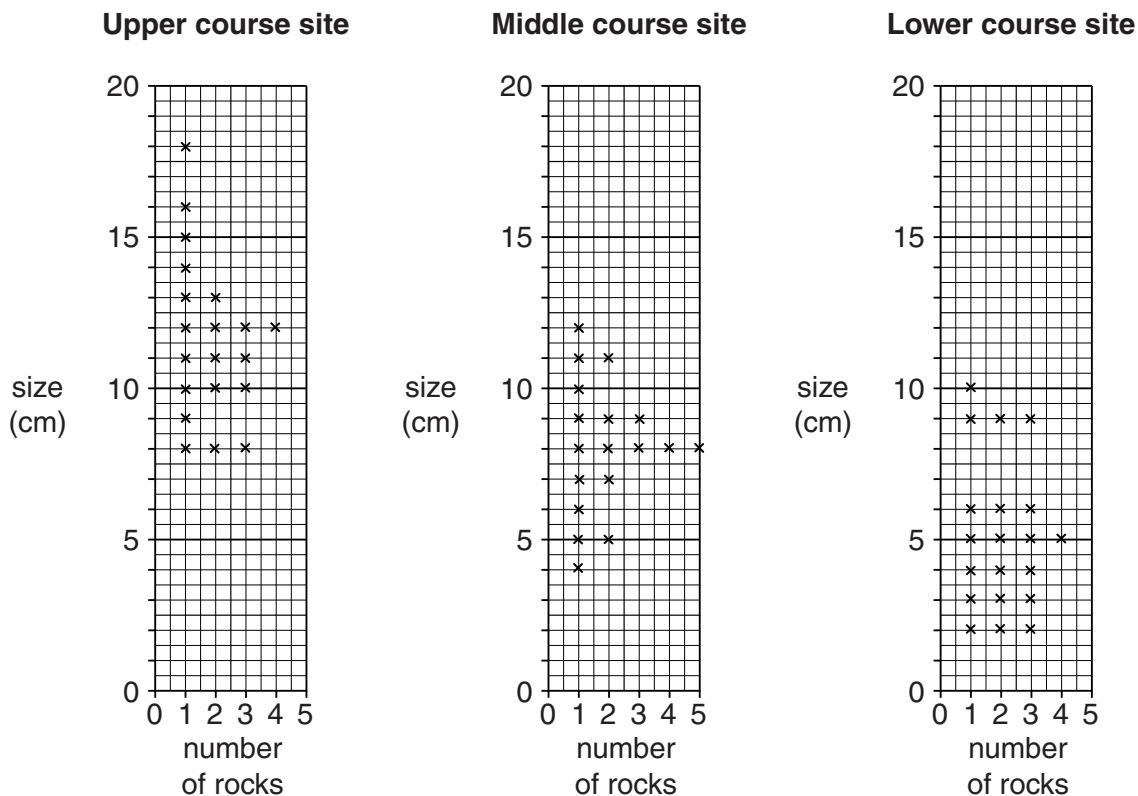 Upper course site
20
15
10
5
0
size
(cm)
0 1 2 3 4 5
number
of rocks
Middle course site
20
15
10
5
0
size
(cm)
0 1 2 3 4 5
number
of rocks
Lower course site
20
15
10
5
0
size
(cm)
0 1 2 3 4 5
number
of rocks